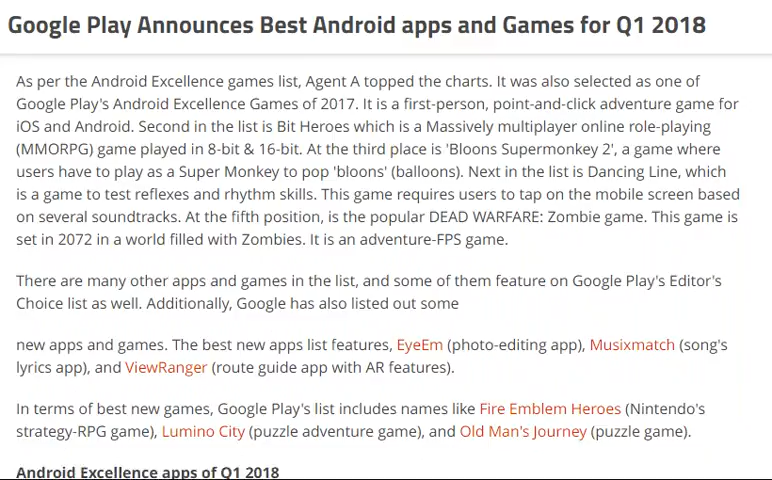 Google Play Announces Best Android apps and Games for Q1 2018
As per the Android Excellence games list, Agent A topped the charts. It was also selected as one of
Google Play's Android Excellence Games of 2017. It is a first-person, point-and-click adventure game for
iOS and Android. Second in the list is Bit Heroes which is a Massively multiplayer online role-playing
(MMORPG) game played in 8-bit & 16-bit. At the third place is 'Bloons Supermonkey 2', a game where
users have to play as a Super Monkey to pop 'bloons' (balloons). Next in the list is Dancing Line, which
is a game to test reflexes and rhythm skills. This game requires users to tap on the mobile screen based
on several soundtracks. At the fifth position, is the popular DEAD WARFARE: Zombie game. This game is
set in 2072 in a world filled with Zombies. It is an adventure-FPS game.
There are many other apps and games in the list, and some of them feature on Google Play's Editor's
Choice list as well. Additionally, Google has also listed out some
new apps and games. The best new apps list features, EyeEm (photo-editing app), Musixmatch (song's
lyrics app), and ViewRanger (route guide app with AR features).
In terms of best new games, Google Play's list includes names like Fire Emblem Heroes (Nintendo's
strategy-RPG game), Lumino City (puzzle adventure game), and Old Man's Journey (puzzle game).
Android Excellence apps of Q1 2018